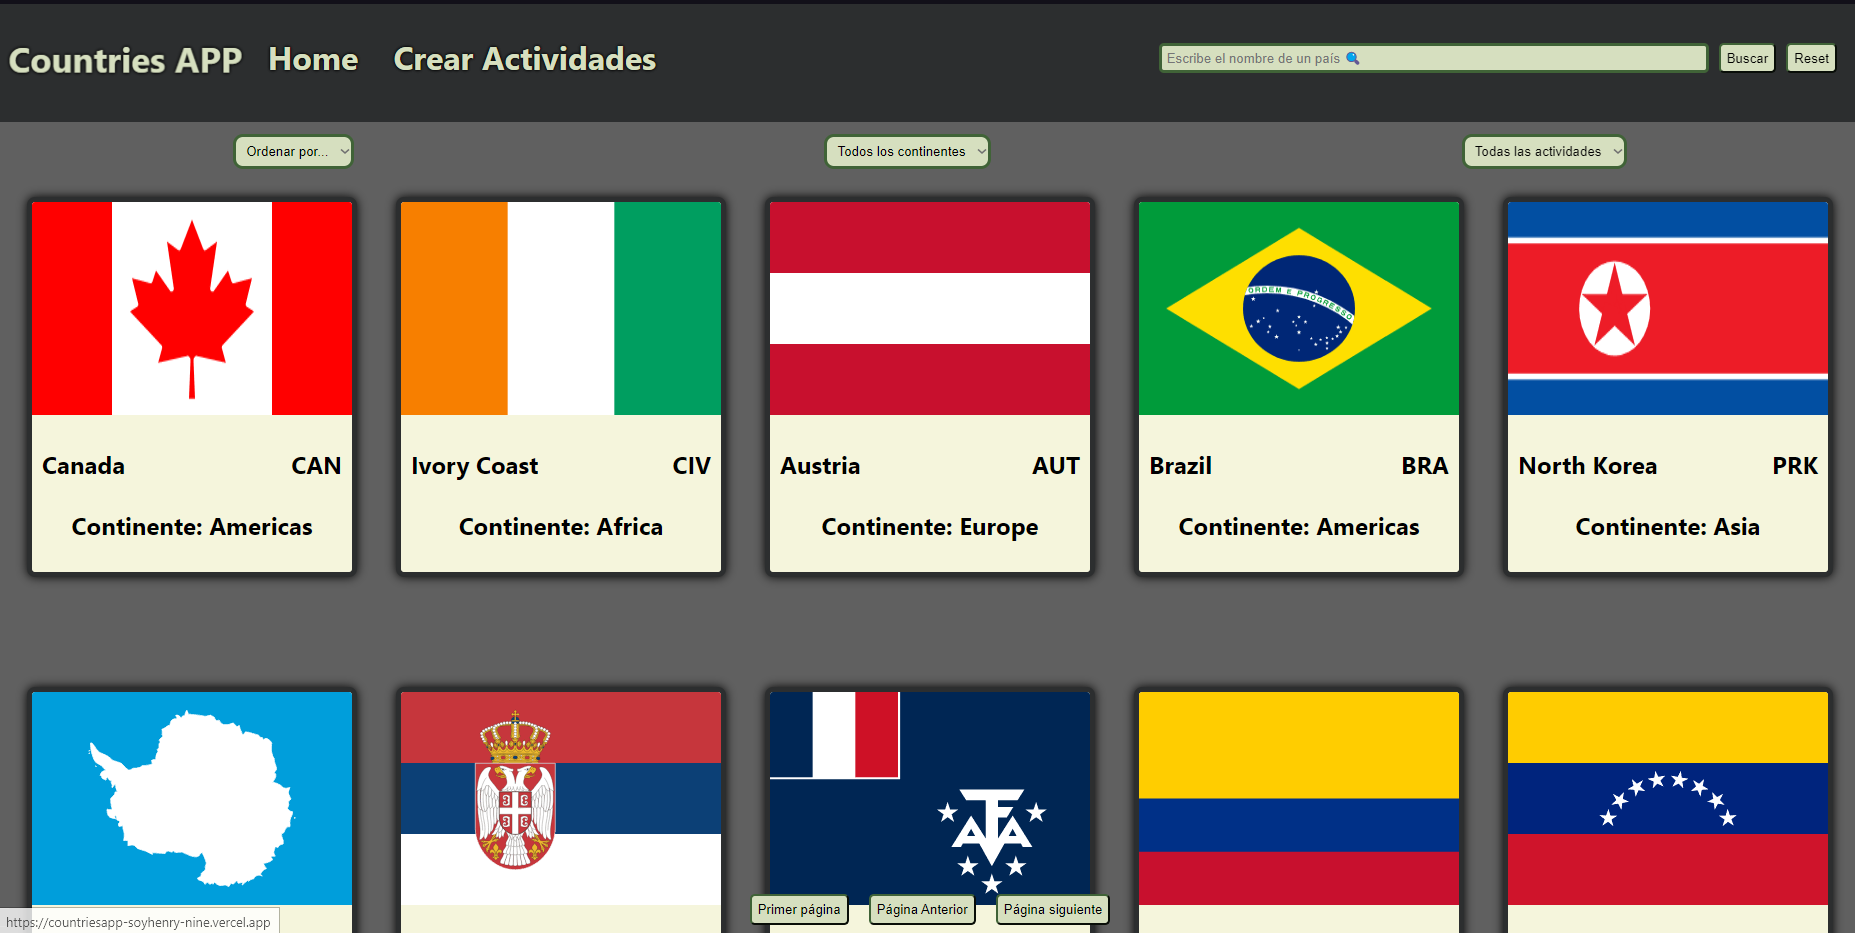 Countries APP Home Crear Actividades Escribe el nombre de un país Buscar Reset
Ordenar por... Todos los continentes Todas las actividades
ORDEM E PROGRESSO
Canada CAN
Continente: Americas
Ivory Coast CIV
Continente: Africa
Austria AUT
Continente: Europe
Brazil BRA
Continente: Americas
North Korea PRK
Continente: Asia
TAAF
Primer página Página Anterior Página siguiente
https://countriesapp-soyhenry-nine.vercel.app